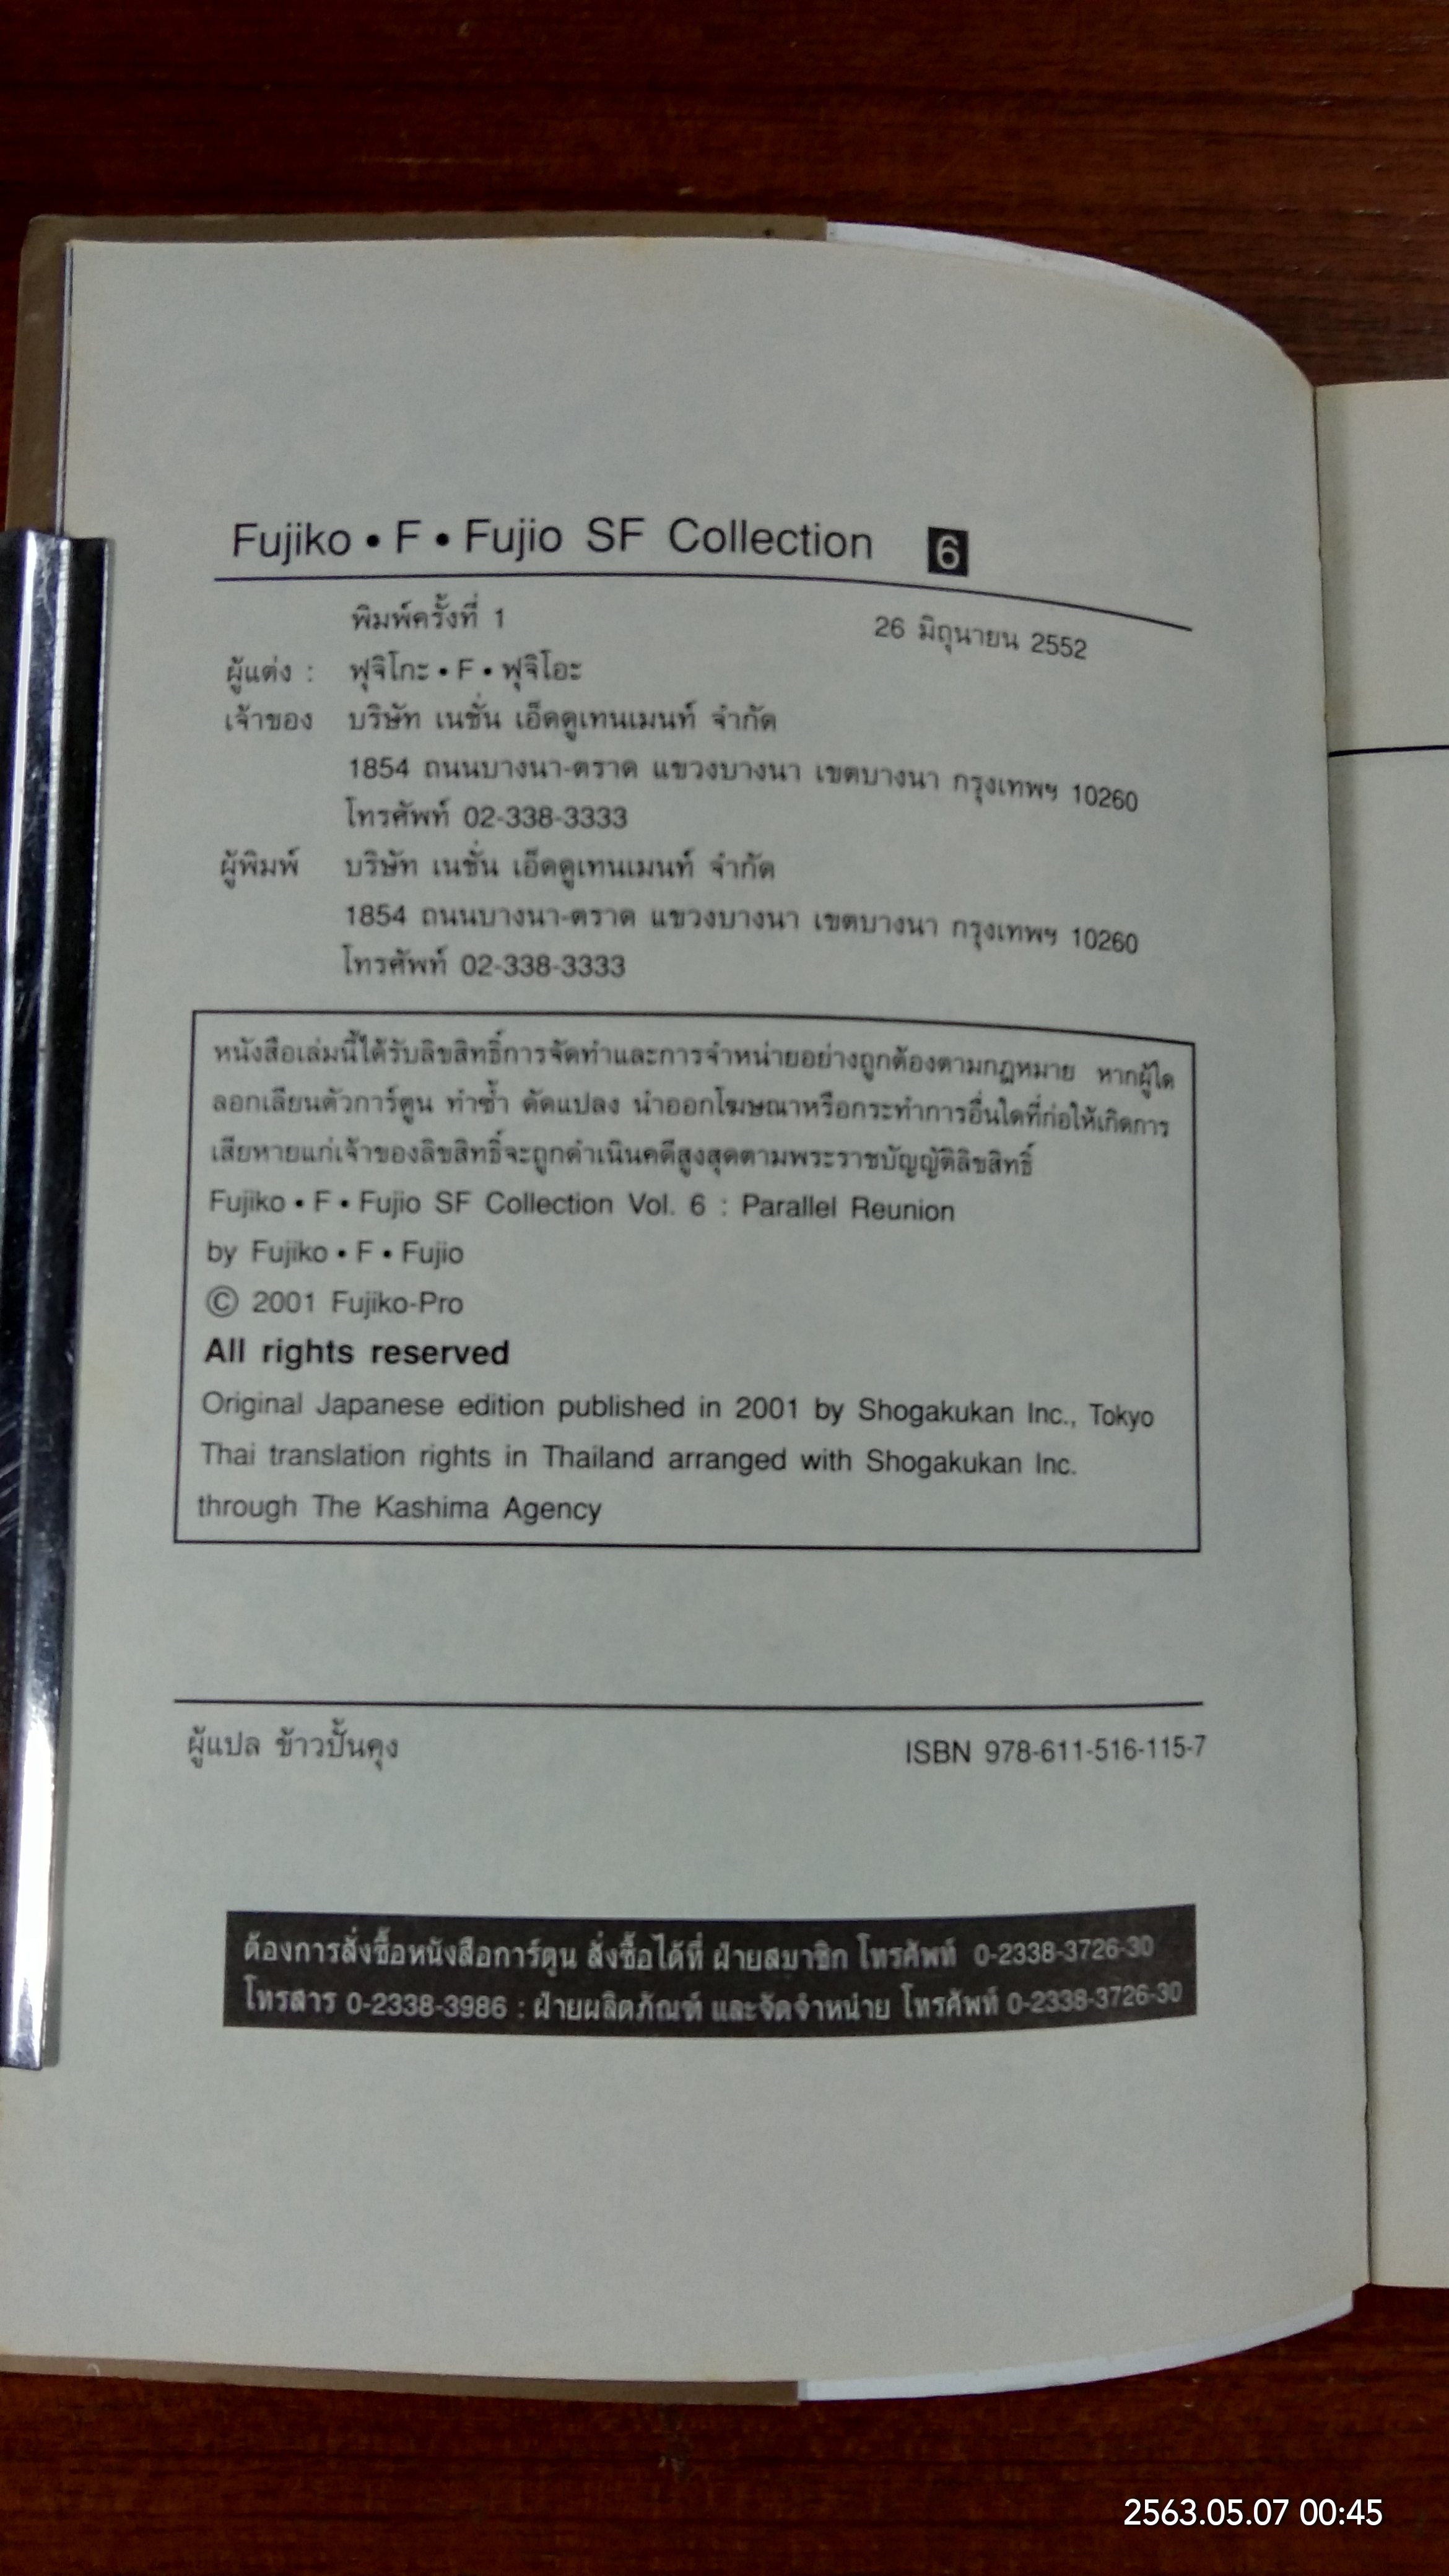 Fujiko • F • Fujio SF Collection 6
พิมพ์ครั้งที่ 1 26 มิถุนายน 2552
ผู้แต่ง : ฟุจิโกะ • F • ฟุจิโอะ
เจ้าของ บริษัท เนชั่น เอ็ดดูเทนเมนท์ จำกัด
1854 ถนนบางนา-ตราด แขวงบางนา เขตบางนา กรุงเทพฯ 10260
โทรศัพท์ 02-338-3333
ผู้พิมพ์ บริษัท เนชั่น เอ็ดดูเทนเมนท์ จำกัด
1854 ถนนบางนา-ตราด แขวงบางนา เขตบางนา กรุงเทพฯ 10260
โทรศัพท์ 02-338-3333
หนังสือเล่มนี้ได้รับลิขสิทธิ์การจัดทำและการจำหน่ายอย่างถูกต้องตามกฎหมาย หากผู้ใด
ลอกเลียนตัวการ์ตูน ทำซ้ำ ดัดแปลง นำออกโฆษณาหรือกระทำการอื่นใดที่ก่อให้เกิดการ
เสียหายแก่เจ้าของลิขสิทธิ์จะถูกดำเนินคดีสูงสุดตามพระราชบัญญัติลิขสิทธิ์
Fujiko • F • Fujio SF Collection Vol. 6 : Parallel Reunion
by Fujiko • F • Fujio
© 2001 Fujiko-Pro
All rights reserved
Original Japanese edition published in 2001 by Shogakukan Inc., Tokyo
Thai translation rights in Thailand arranged with Shogakukan Inc.
through The Kashima Agency
ผู้แปล ข้าวปั้นคุง ISBN 978-611-516-115-7
ต้องการสั่งซื้อหนังสือการ์ตูน สั่งซื้อได้ที่ ฝ่ายสมาชิก โทรศัพท์ 0-2338-3726-30
โทรสาร 0-2338-3986 : ฝ่ายผลิตภัณฑ์ และจัดจำหน่าย โทรศัพท์ 0-2338-3726-30
2563.05.07 00:45